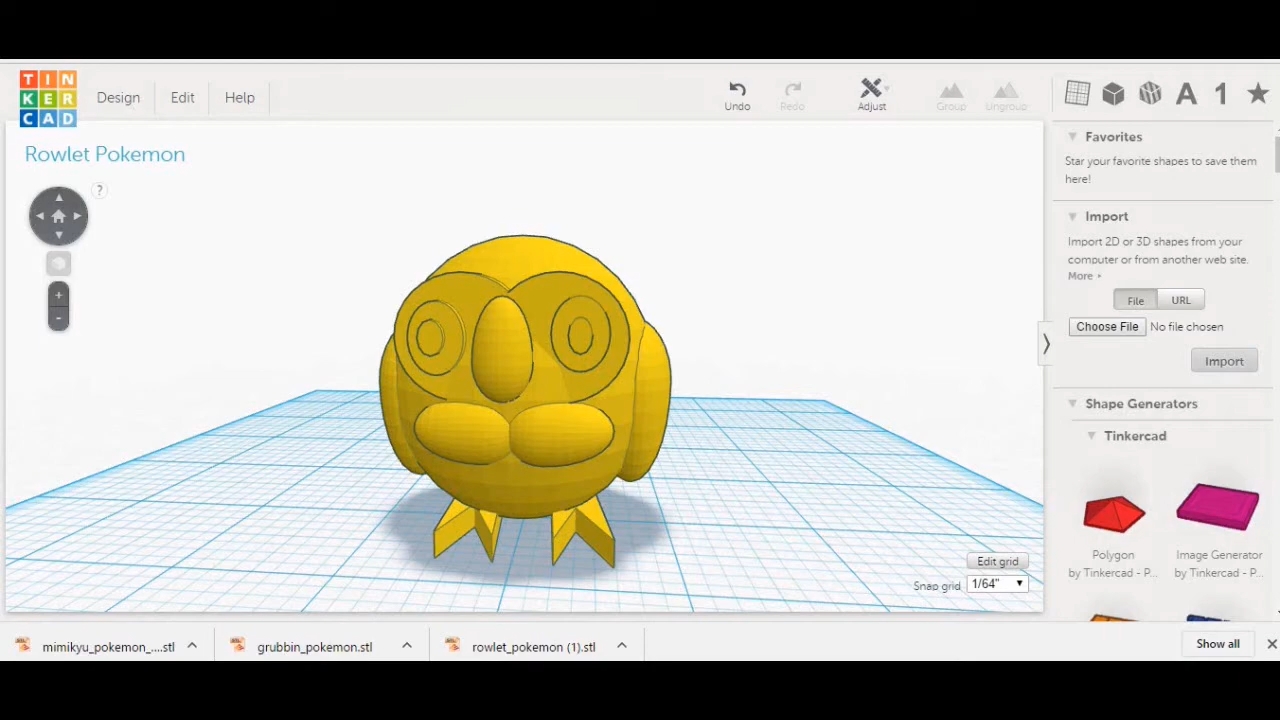 TIN
KER
CAD
Design
Edit
Help
Undo
Redo
Adjust
Group
Ungroup
A
1
Rowlet Pokemon
?
+
-
Favorites
Star your favorite shapes to save them
here!
Import
Import 2D or 3D shapes from your
computer or from another web site.
More
File
URL
Choose File
No file chosen
Import
Shape Generators
Tinkercad
Polygon
by Tinkercad - P...
Image Generator
by Tinkercad - P...
Edit grid
Snap grid
1/64"
mimikyu_pokemon_....stl
grubbin_pokemon.stl
rowlet_pokemon (1).stl
Show all